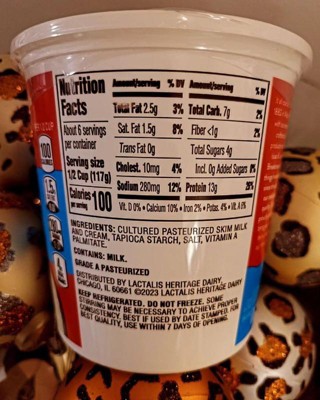 Nutrition Facts
About 6 servings per container
Serving size 1/2 Cup (117g)
Calories per serving 100
Amount/serving % DV
Total Fat 2.5g 3%
Sat. Fat 1.5g 8%
Trans Fat 0g
Cholest. 10mg 4%
Sodium 280mg 12%
Amount/serving % DV
Total Carb. 7g 2%
Fiber <1g 2%
Total Sugars 4g
Incl. 0g Added Sugars 0%
Protein 13g 26%
Vit. D 0% • Calcium 10% • Iron 2% • Potas. 4% • Vit. A 6%
INGREDIENTS: CULTURED PASTEURIZED SKIM MILK
AND CREAM, TAPIOCA STARCH, SALT, VITAMIN A
PALMITATE.
CONTAINS: MILK.
GRADE A PASTEURIZED
DISTRIBUTED BY LACTALIS HERITAGE DAIRY,
CHICAGO, IL 60661 ©2023 LACTALIS HERITAGE DAIRY
KEEP REFRIGERATED. DO NOT FREEZE. SOME
STIRRING MAY BE NECESSARY TO ACHIEVE PROPER
CONSISTENCY. BEST IF USED BY DATE STAMPED. FOR
BEST QUALITY, USE WITHIN 7 DAYS OF OPENING.
100